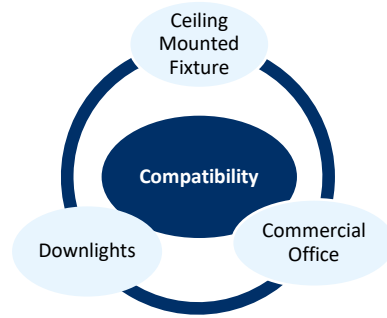 Ceiling
Mounted
Fixture
Compatibility
Downlights
Commercial
Office